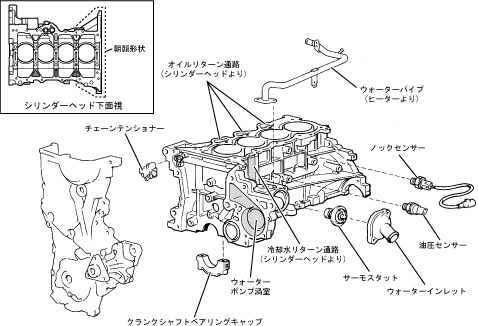 朝顔形状
シリンダーヘッド下面視
オイルリターン通路
(シリンダーヘッドより)
ウォーターパイプ
(ヒーターより)
チェーンテンショナー
ノックセンサー
油圧センサー
冷却水リターン通路
(シリンダーヘッドより)
サーモスタット
ウォーターインレット
ウォーター
ポンプ渦室
クランクシャフトベアリングキャップ